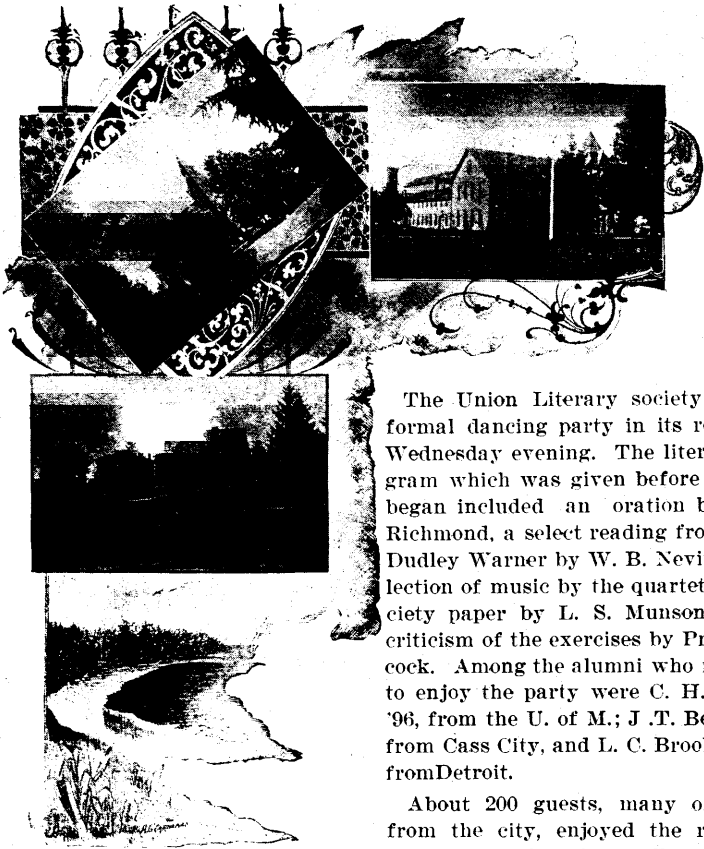 The Union Literary society
formal dancing party in its r
Wednesday evening. The liter
gram which was given before
began included an oration b
Richmond, a select reading fro
Dudley Warner by W. B. Nevi
lection of music by the quartet
ciety paper by L. S. Munson
criticism of the exercises by Pr
cock. Among the alumni who
to enjoy the party were C. H.
'96, from the U. of M.; J .T. Be
from Cass City, and L. C. Broo
fromDetroit.
About 200 guests, many o
from the city, enjoyed the r